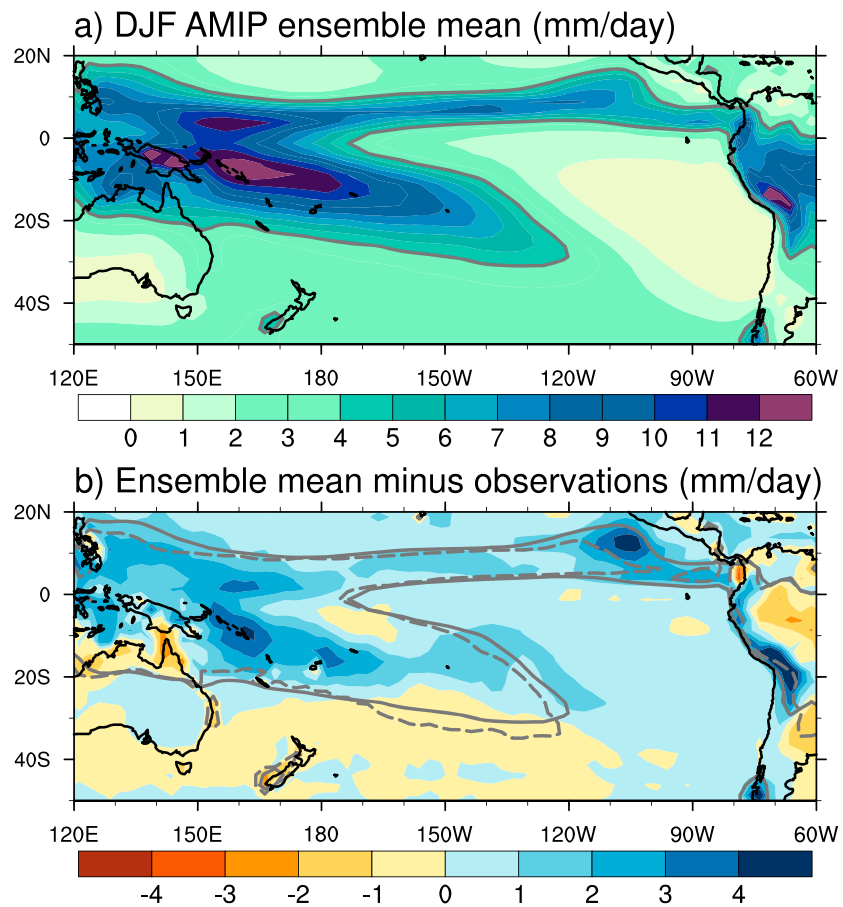 a) DJF AMIP ensemble mean (mm/day)
20N
0
20S
40S
120E 150E 180 150W 120W 90W 60W
0 1 2 3 4 5 6 7 8 9 10 11 12
b) Ensemble mean minus observations (mm/day)
20N
0
20S
40S
120E 150E 180 150W 120W 90W 60W
-4 -3 -2 -1 0 1 2 3 4